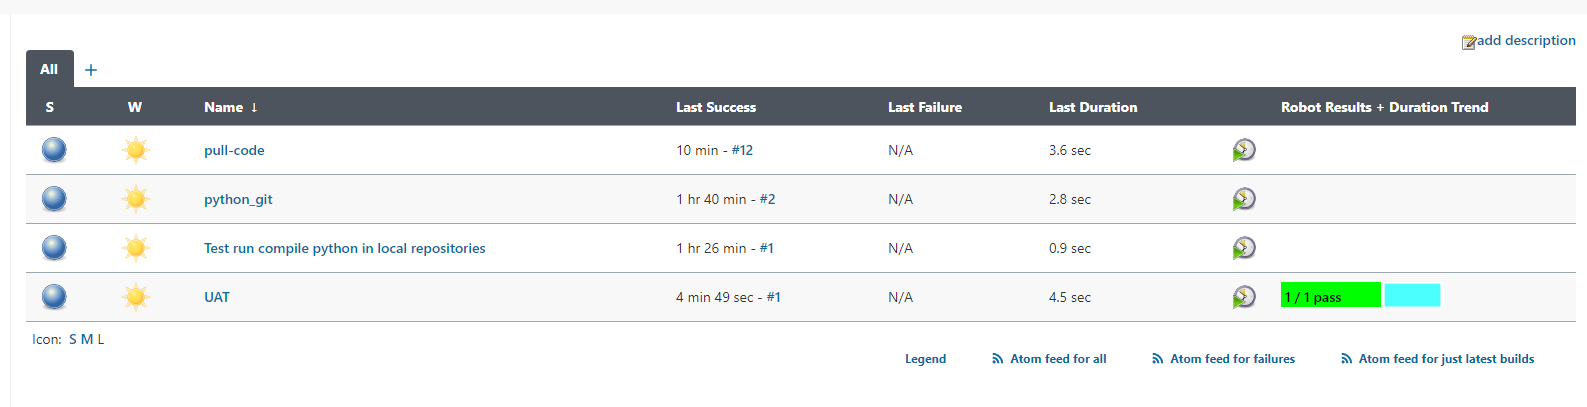 add description
All +
S W Name ↓ Last Success Last Failure Last Duration Robot Results + Duration Trend
pull-code 10 min - #12 N/A 3.6 sec
python_git 1 hr 40 min - #2 N/A 2.8 sec
Test run compile python in local repositories 1 hr 26 min - #1 N/A 0.9 sec
UAT 4 min 49 sec - #1 N/A 4.5 sec 1 / 1 pass
Icon: S M L
Legend Atom feed for all Atom feed for failures Atom feed for just latest builds